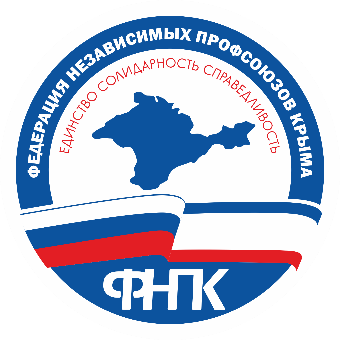 ФЕДЕРАЦИЯ НЕЗАВИСИМЫХ ПРОФСОЮЗОВ КРЫМА
ЕДИНСТВО СОЛИДАРНОСТЬ СПРАВЕДЛИВОСТЬ
ФНПК